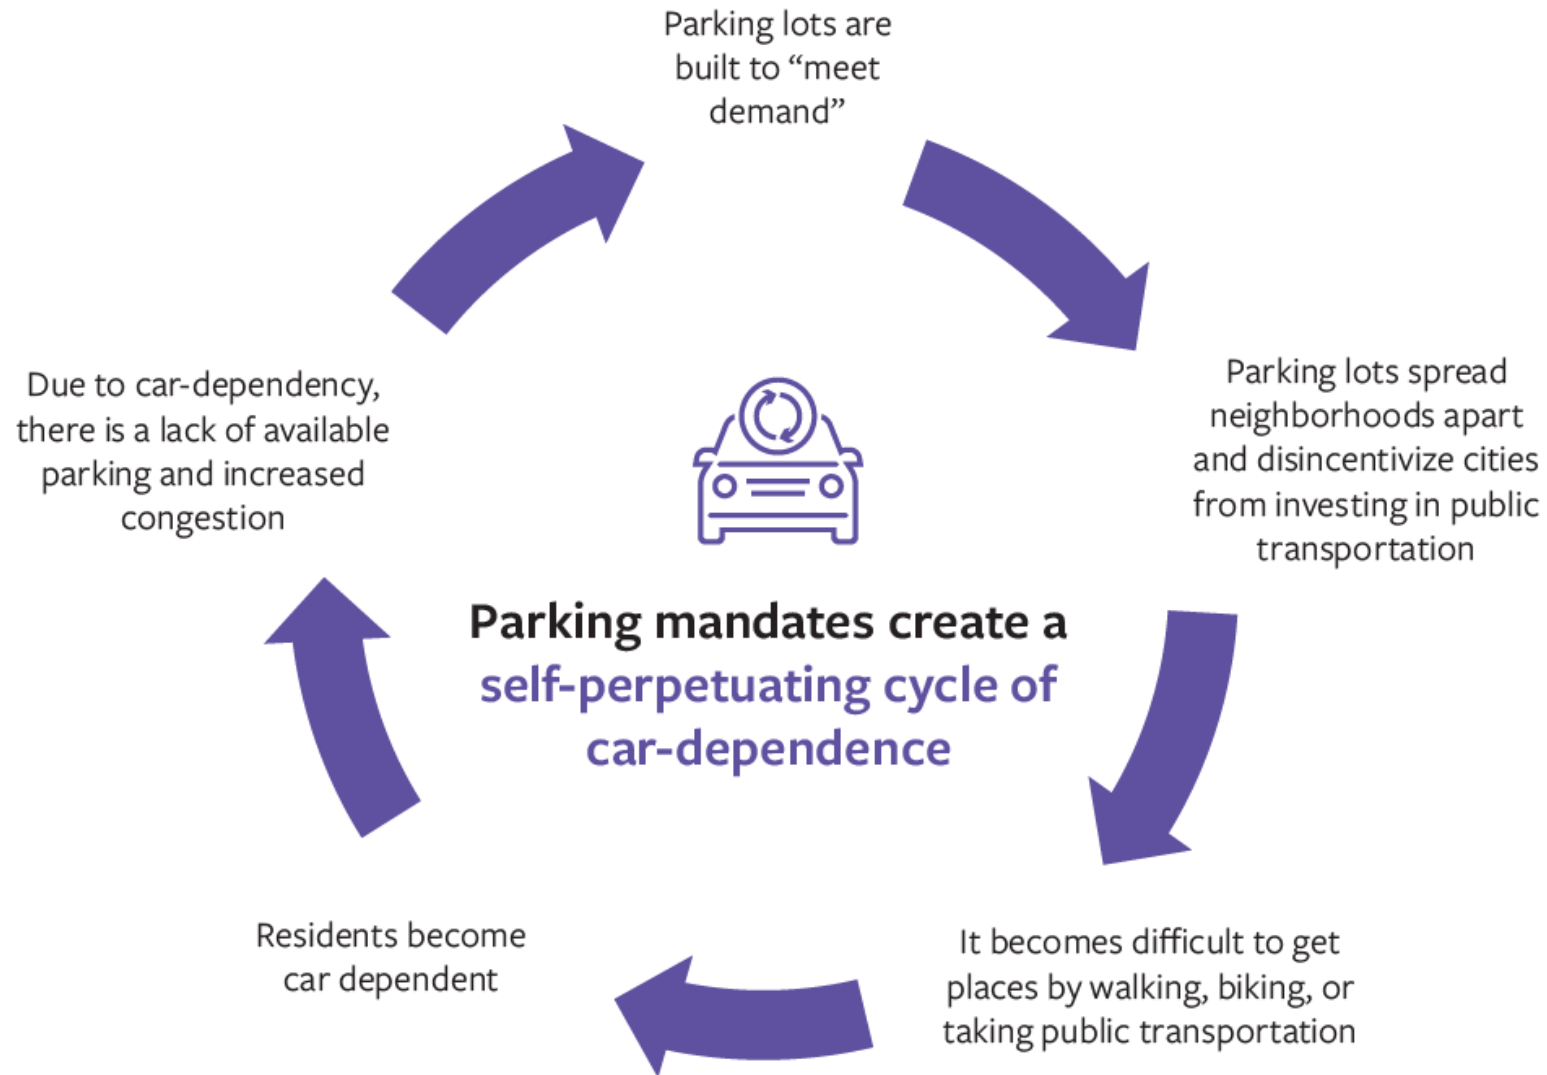 Parking lots are
built to “meet
demand”
Parking lots spread
neighborhoods apart
and disincentivize cities
from investing in public
transportation
It becomes difficult to get
places by walking, biking, or
taking public transportation
Residents become
car dependent
Due to car-dependency,
there is a lack of available
parking and increased
congestion
Parking mandates create a
self-perpetuating cycle of
car-dependence